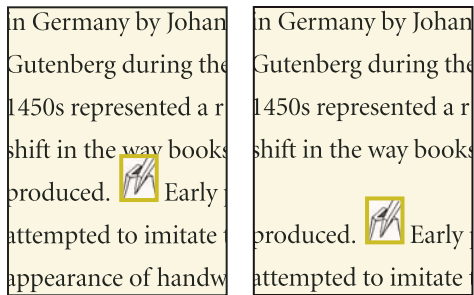 in Germany by Johan
Gutenberg during the
1450s represented a r
shift in the way books
produced. Early
attempted to imitate t
appearance of handw
in Germany by Johan
Gutenberg during the
1450s represented a r
shift in the way books
produced. Early
attempted to imitate t